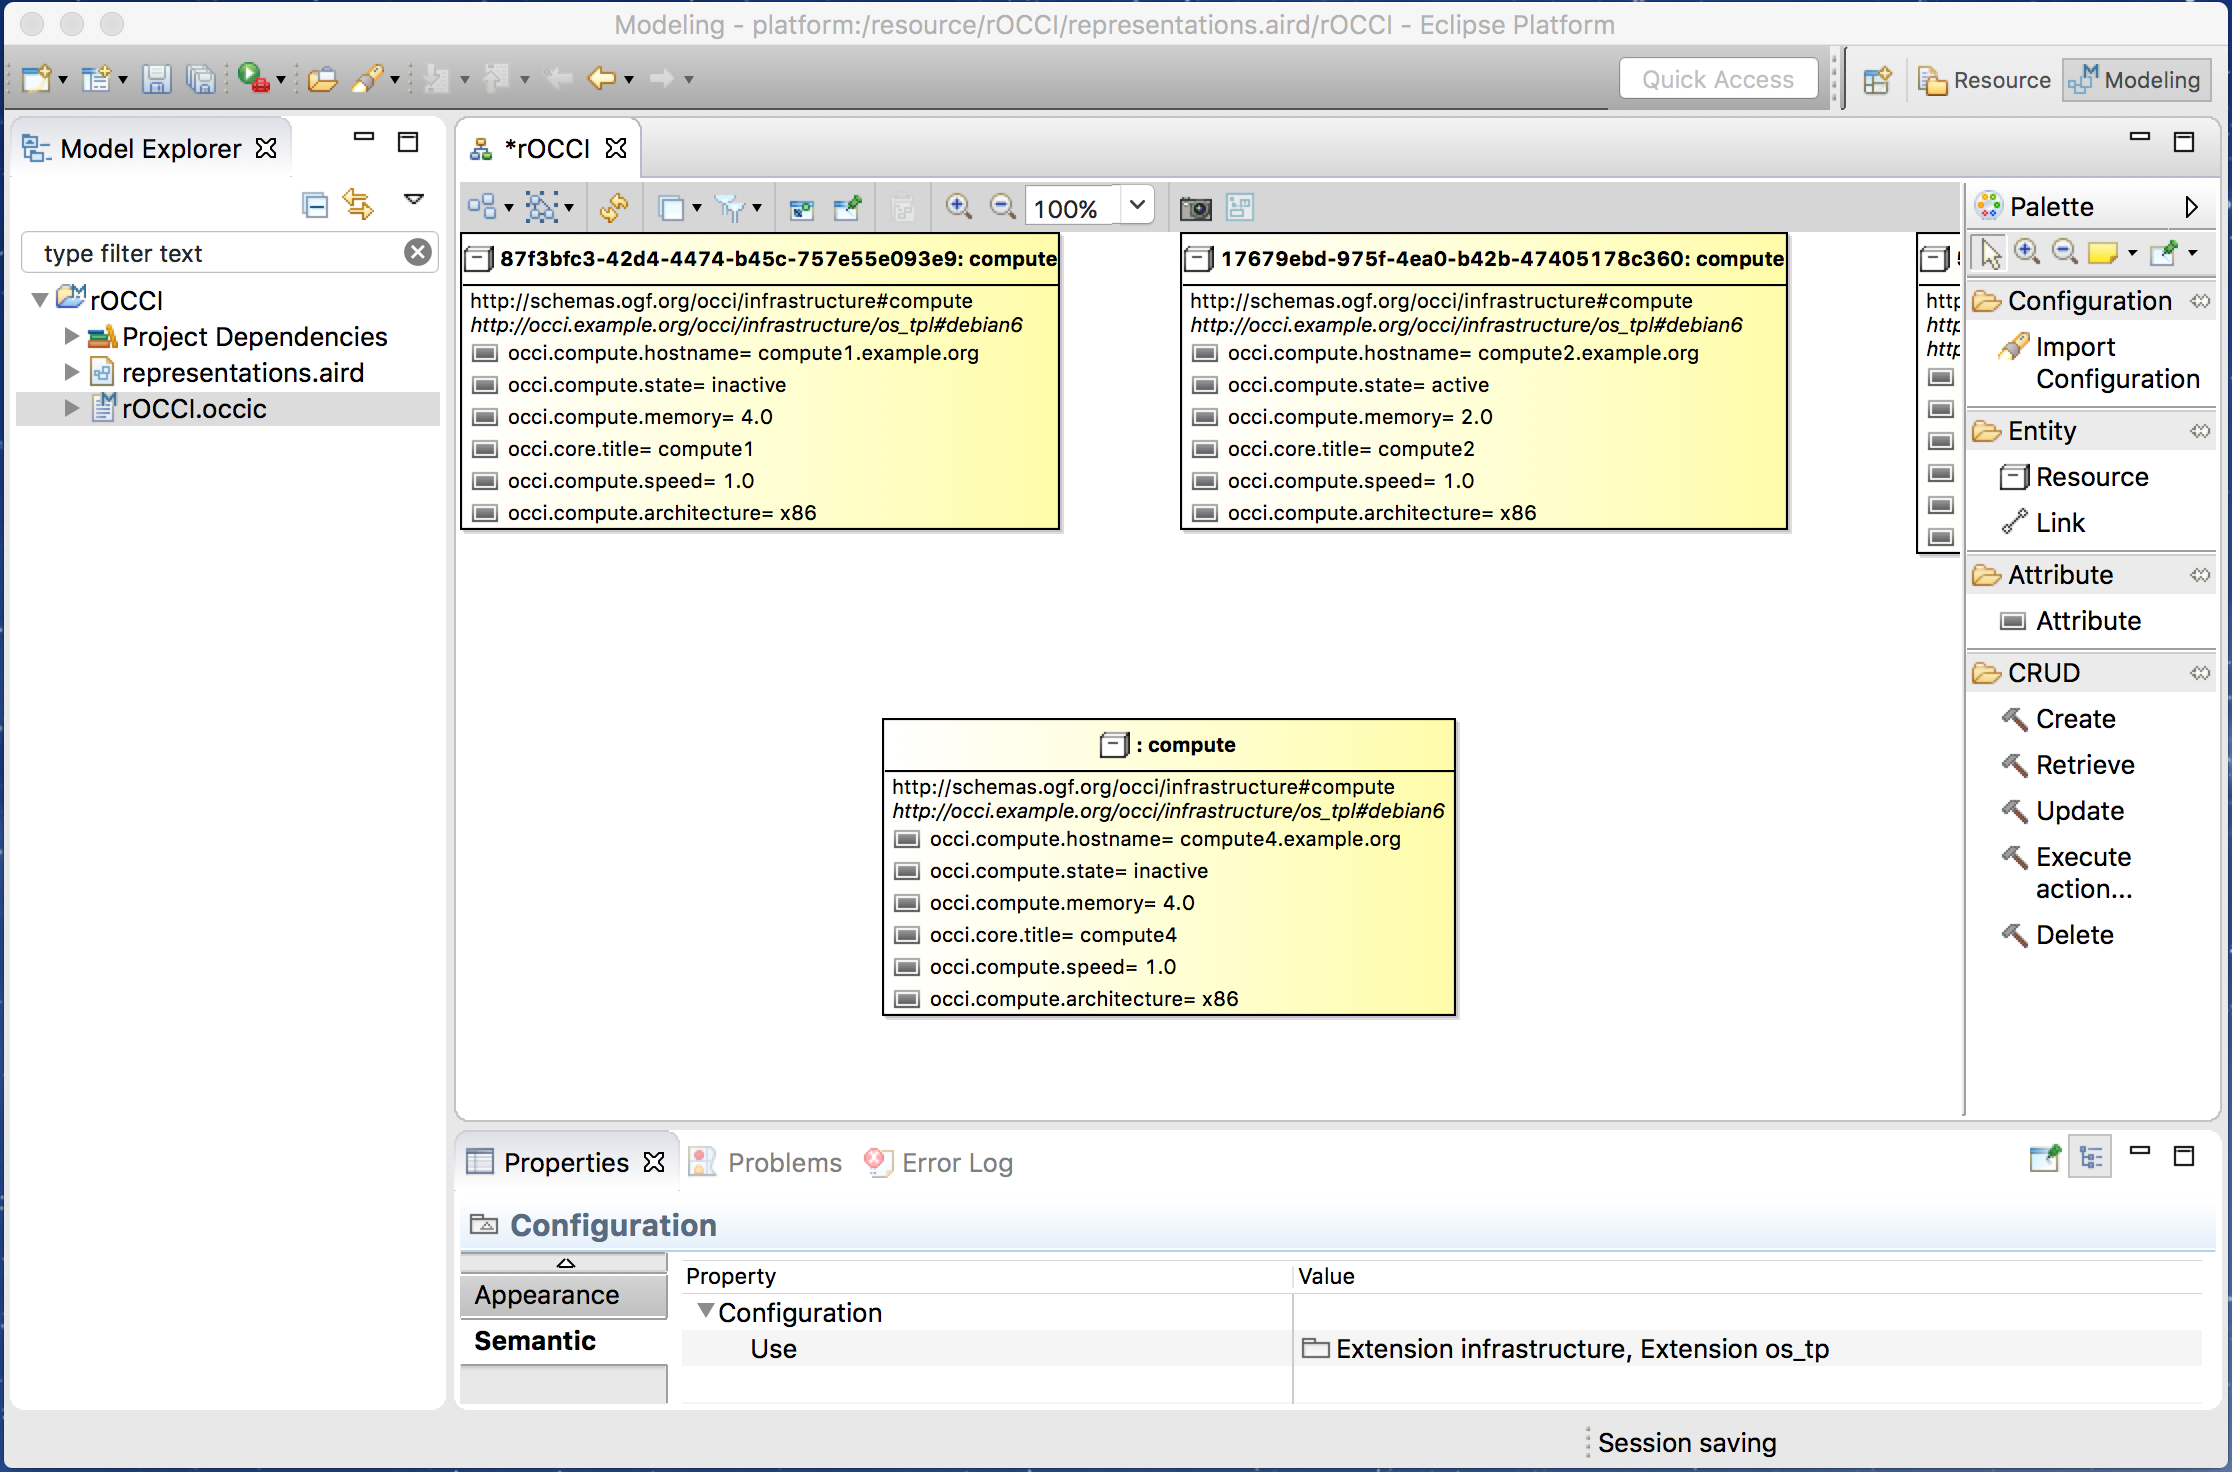 Modeling - platform:/resource/rOCCI/representations.aird/rOCCI - Eclipse Platform
Quick Access
Resource
Modeling
Model Explorer
type filter text
rOCCI
Project Dependencies
representations.aird
rOCCI.occic
*rOCCI
100%
87f3bfc3-42d4-4474-b45c-757e55e093e9: compute
http://schemas.ogf.org/occi/infrastructure#compute
http://occi.example.org/occi/infrastructure/os_tpl#debian6
occi.compute.hostname= compute1.example.org
occi.compute.state= inactive
occi.compute.memory= 4.0
occi.core.title= compute1
occi.compute.speed= 1.0
occi.compute.architecture= x86
17679ebd-975f-4ea0-b42b-47405178c360: compute
http://schemas.ogf.org/occi/infrastructure#compute
http://occi.example.org/occi/infrastructure/os_tpl#debian6
occi.compute.hostname= compute2.example.org
occi.compute.state= active
occi.compute.memory= 2.0
occi.core.title= compute2
occi.compute.speed= 1.0
occi.compute.architecture= x86
: compute
http://schemas.ogf.org/occi/infrastructure#compute
http://occi.example.org/occi/infrastructure/os_tpl#debian6
occi.compute.hostname= compute4.example.org
occi.compute.state= inactive
occi.compute.memory= 4.0
occi.core.title= compute4
occi.compute.speed= 1.0
occi.compute.architecture= x86
Palette
Configuration
Import
Configuration
Entity
Resource
Link
Attribute
Attribute
CRUD
Create
Retrieve
Update
Execute
action...
Delete
Properties
Problems
Error Log
Configuration
Appearance
Semantic
Property
Value
Configuration
Use
Extension infrastructure, Extension os_tp
Session saving